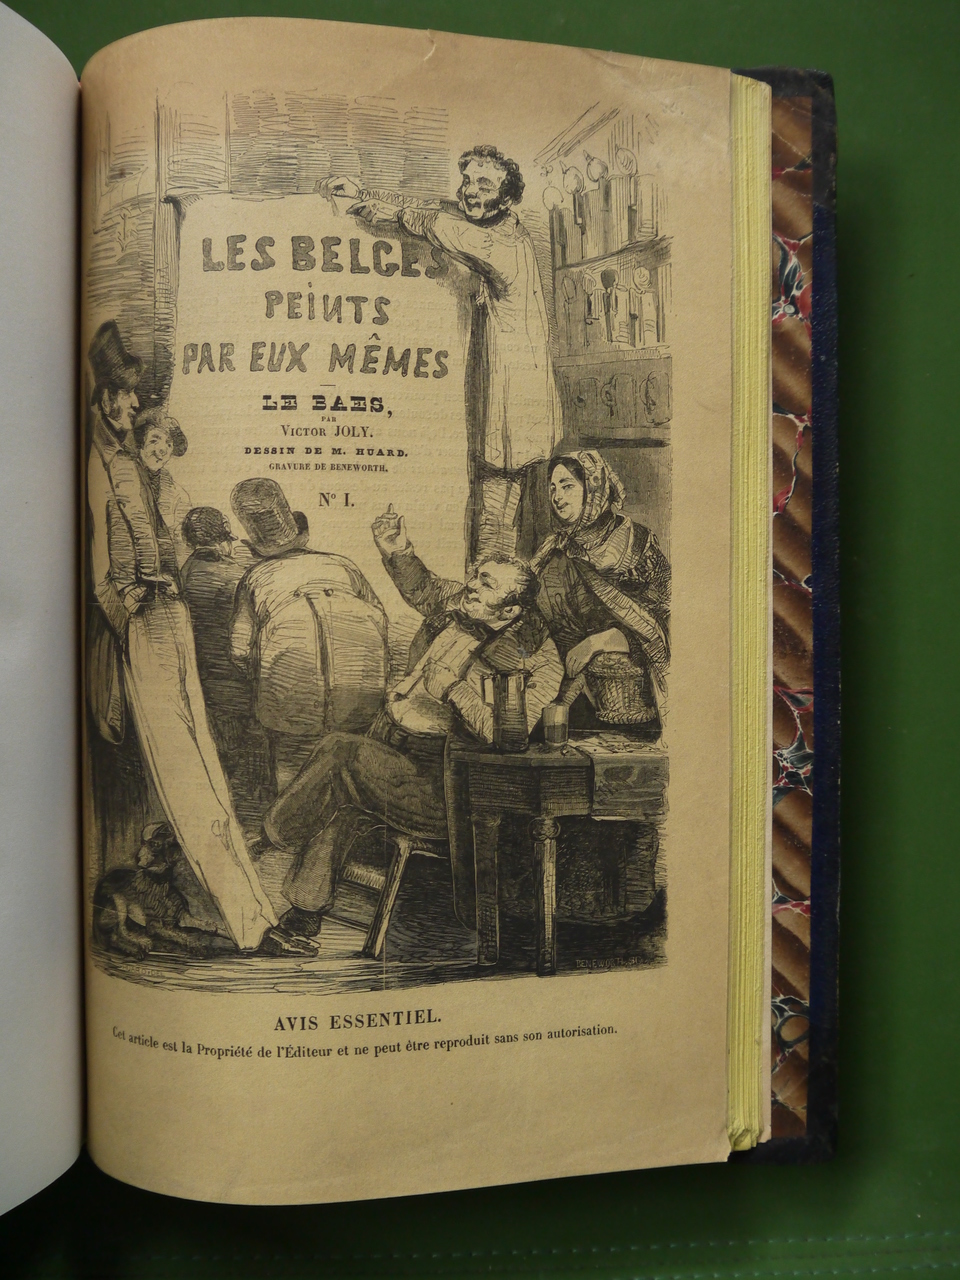 LES BELGES
PEINTS
PAR EUX MÊMES
LE BAES,
PAR
VICTOR JOLY.
DESSIN DE M. HUARD.
GRAVURE DE BENEWORTH.
Nº I.
BENEWORTH
AVIS ESSENTIEL.
Cet article est la Propriété de l'Éditeur et ne peut être reproduit sans son autorisation.